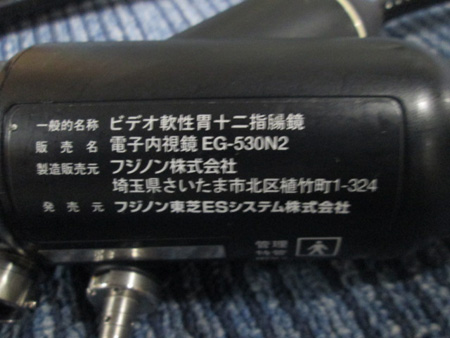 一般的名称 ビデオ軟性胃十二指腸鏡
販売名 電子内視鏡 EG-530N2
製造販売元 フジノン株式会社
埼玉県さいたま市北区植竹町1-324
発売元 フジノン東芝ESシステム株式会社
管理
特管